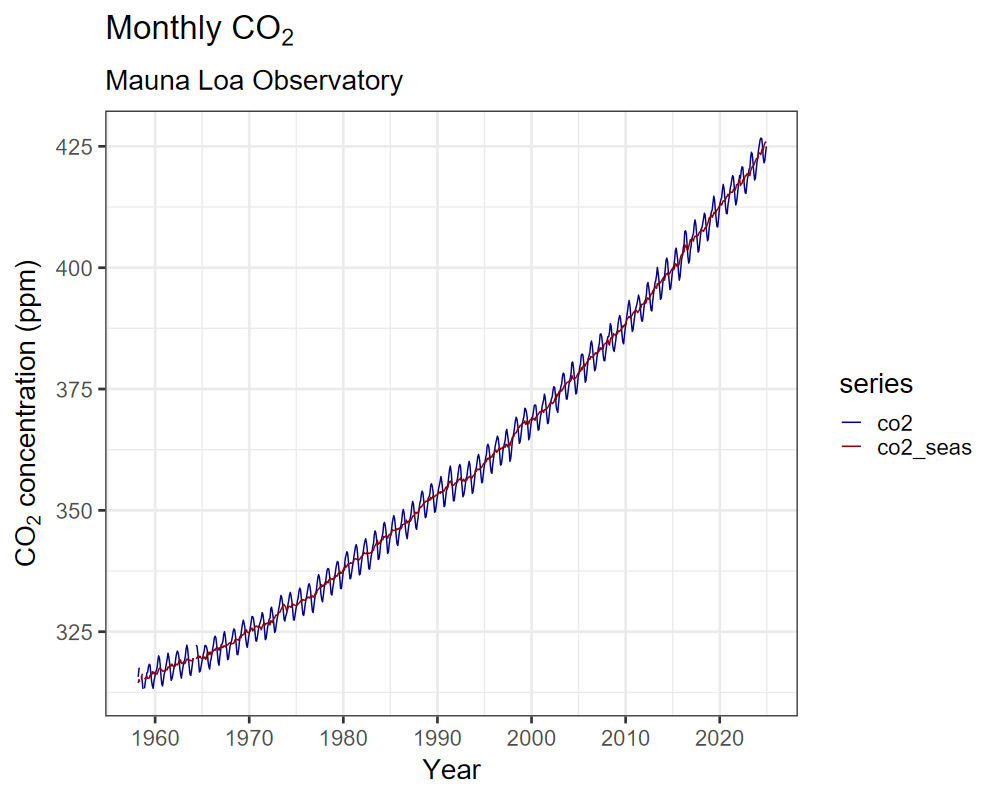 Monthly CO₂
Mauna Loa Observatory
CO₂ concentration (ppm)
425
400
375
350
325
1960 1970 1980 1990 2000 2010 2020
Year
series
co2
co2_seas